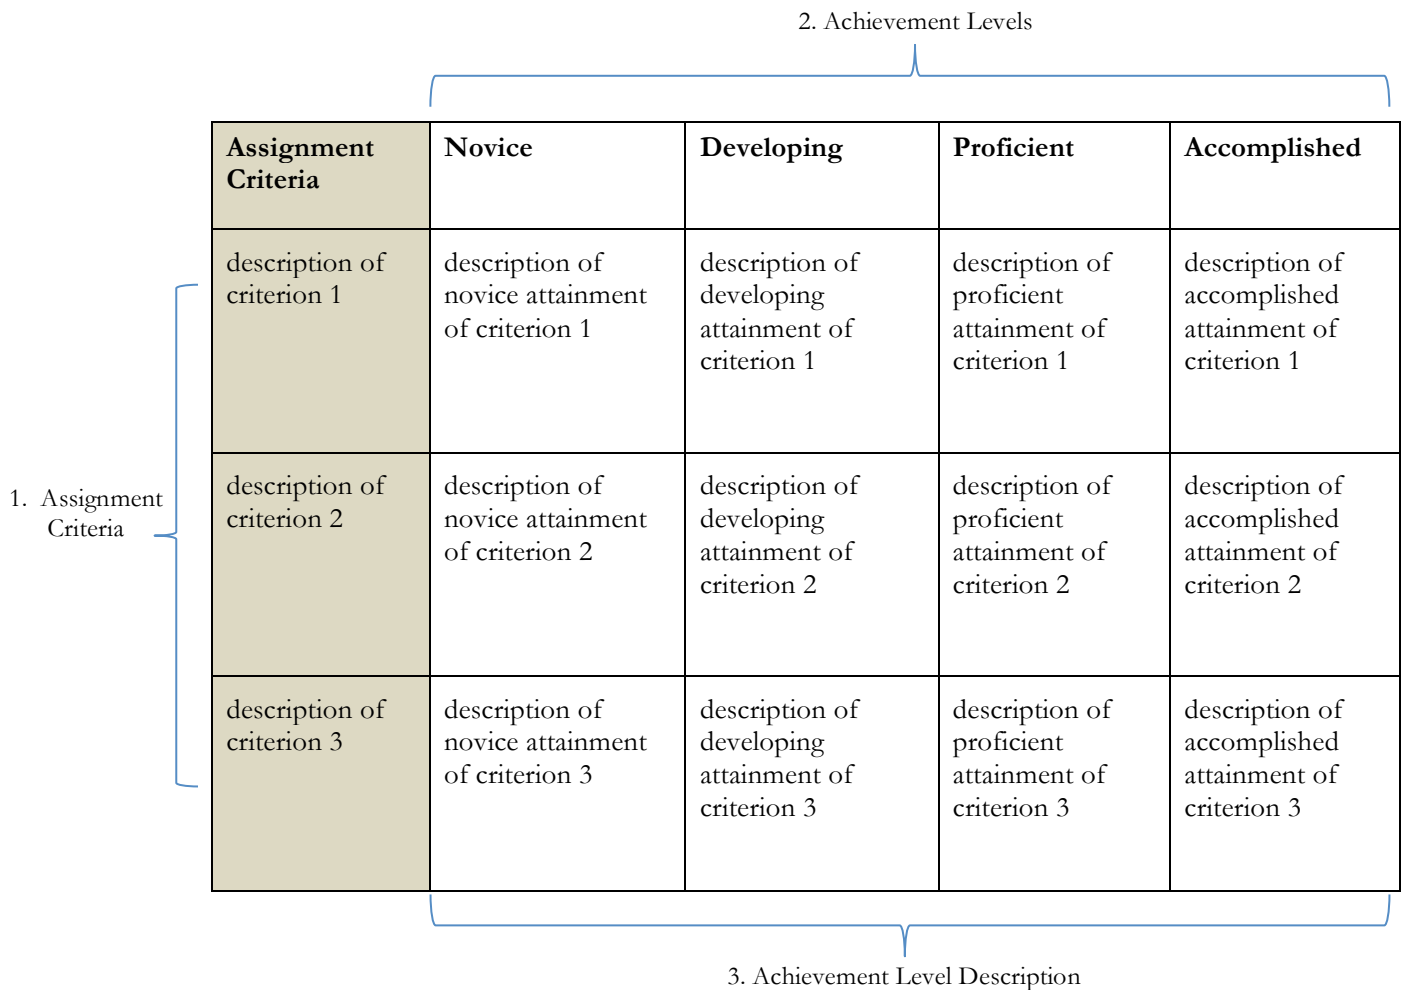 2. Achievement Levels
Assignment
Criteria
Novice
Developing
Proficient
Accomplished
description of
criterion 1
description of
novice attainment
of criterion 1
description of
developing
attainment of
criterion 1
description of
proficient
attainment of
criterion 1
description of
accomplished
attainment of
criterion 1
1. Assignment
Criteria
description of
criterion 2
description of
novice attainment
of criterion 2
description of
developing
attainment of
criterion 2
description of
proficient
attainment of
criterion 2
description of
accomplished
attainment of
criterion 2
description of
criterion 3
description of
novice attainment
of criterion 3
description of
developing
attainment of
criterion 3
description of
proficient
attainment of
criterion 3
description of
accomplished
attainment of
criterion 3
3. Achievement Level Description